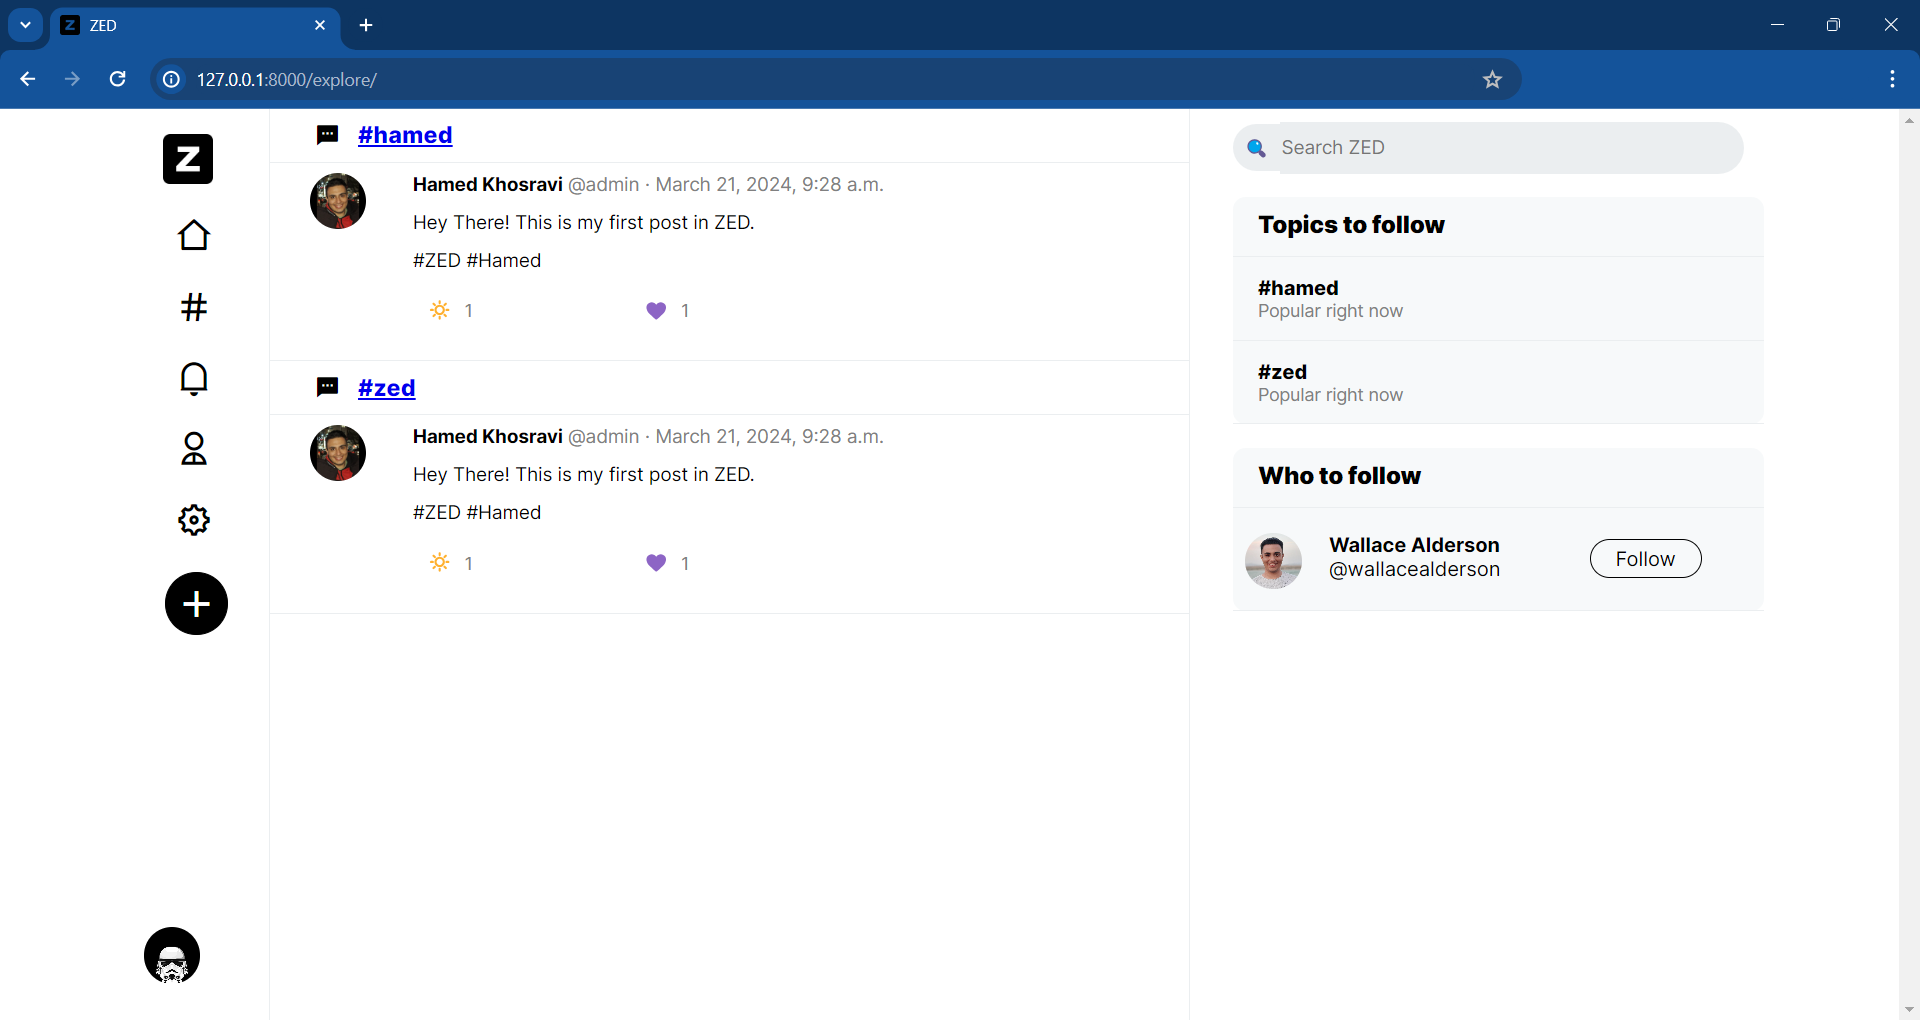 ZED
127.0.0.1:8000/explore/
Z
#hamed
Hamed Khosravi @admin · March 21, 2024, 9:28 a.m.
Hey There! This is my first post in ZED.
#ZED #Hamed
1 1
#zed
Hamed Khosravi @admin · March 21, 2024, 9:28 a.m.
Hey There! This is my first post in ZED.
#ZED #Hamed
1 1
Search ZED
Topics to follow
#hamed
Popular right now
#zed
Popular right now
Who to follow
Wallace Alderson
@wallacealderson
Follow